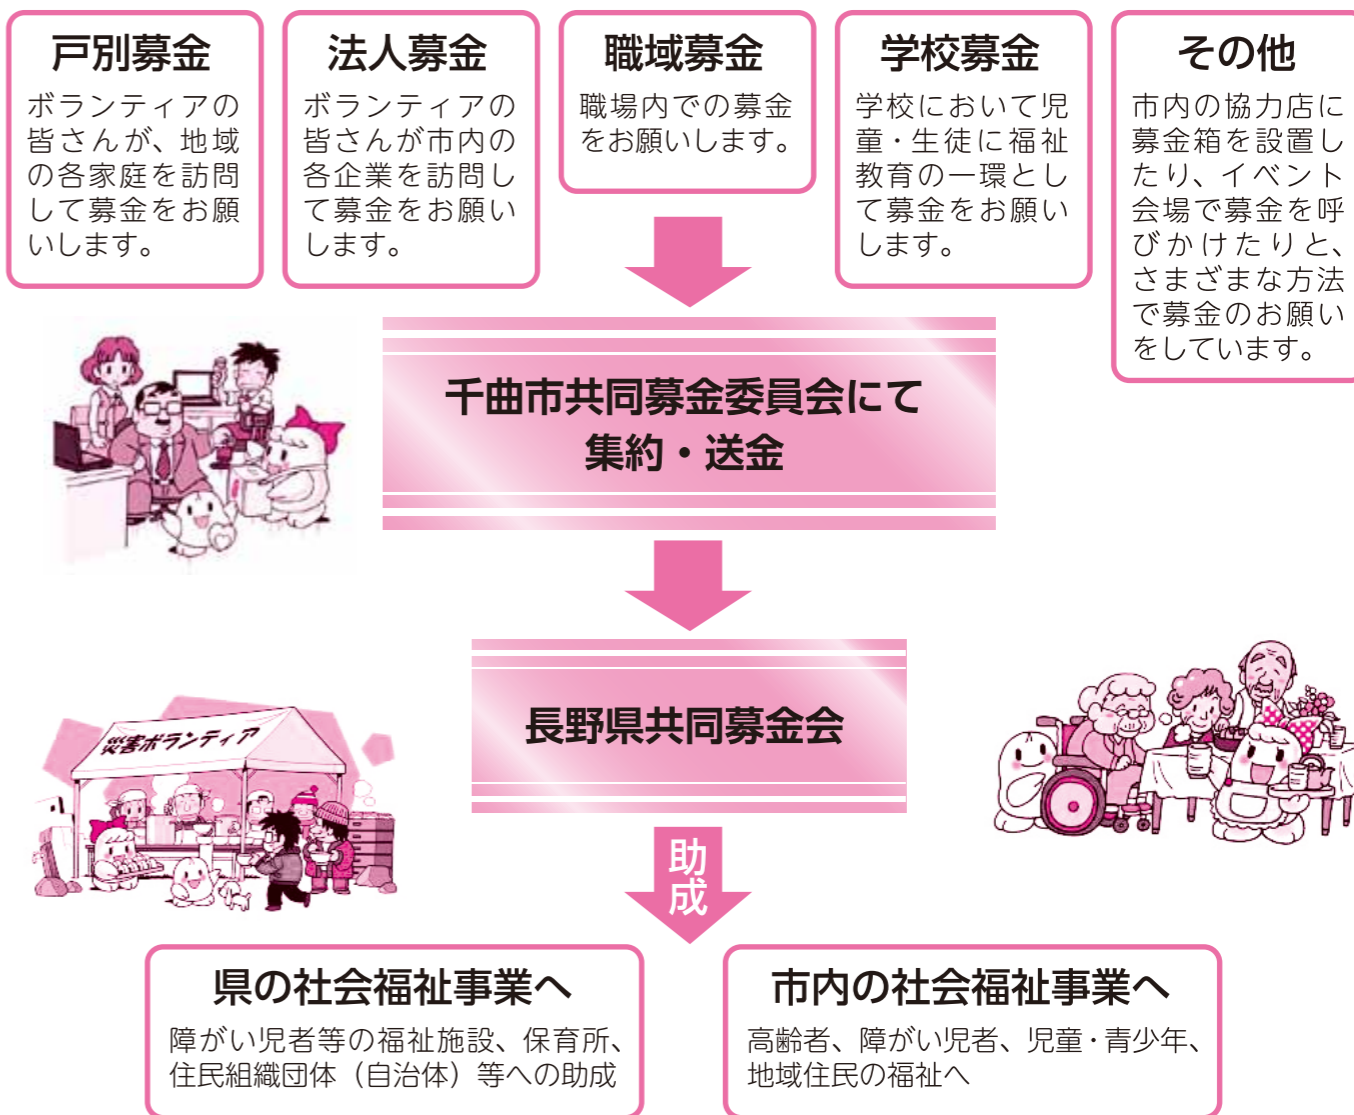 戸別募金
ボランティアの
皆さんが、地域
の各家庭を訪問
して募金をお願
いします。
法人募金
ボランティアの
皆さんが市内の
各企業を訪問し
て募金をお願い
します。
職域募金
職場内での募金
をお願いします。
学校募金
学校において児
童・生徒に福祉
教育の一環とし
て募金をお願い
します。
その他
市内の協力店に
募金箱を設置し
たり、イベント
会場で募金を呼
びかけたりと、
さまざまな方法
で募金のお願い
をしています。
千曲市共同募金委員会にて
集約・送金
長野県共同募金会
災害ボランティア
助成
県の社会福祉事業へ
障がい児者等の福祉施設、保育所、
住民組織団体（自治体）等への助成
市内の社会福祉事業へ
高齢者、障がい児者、児童・青少年、
地域住民の福祉へ